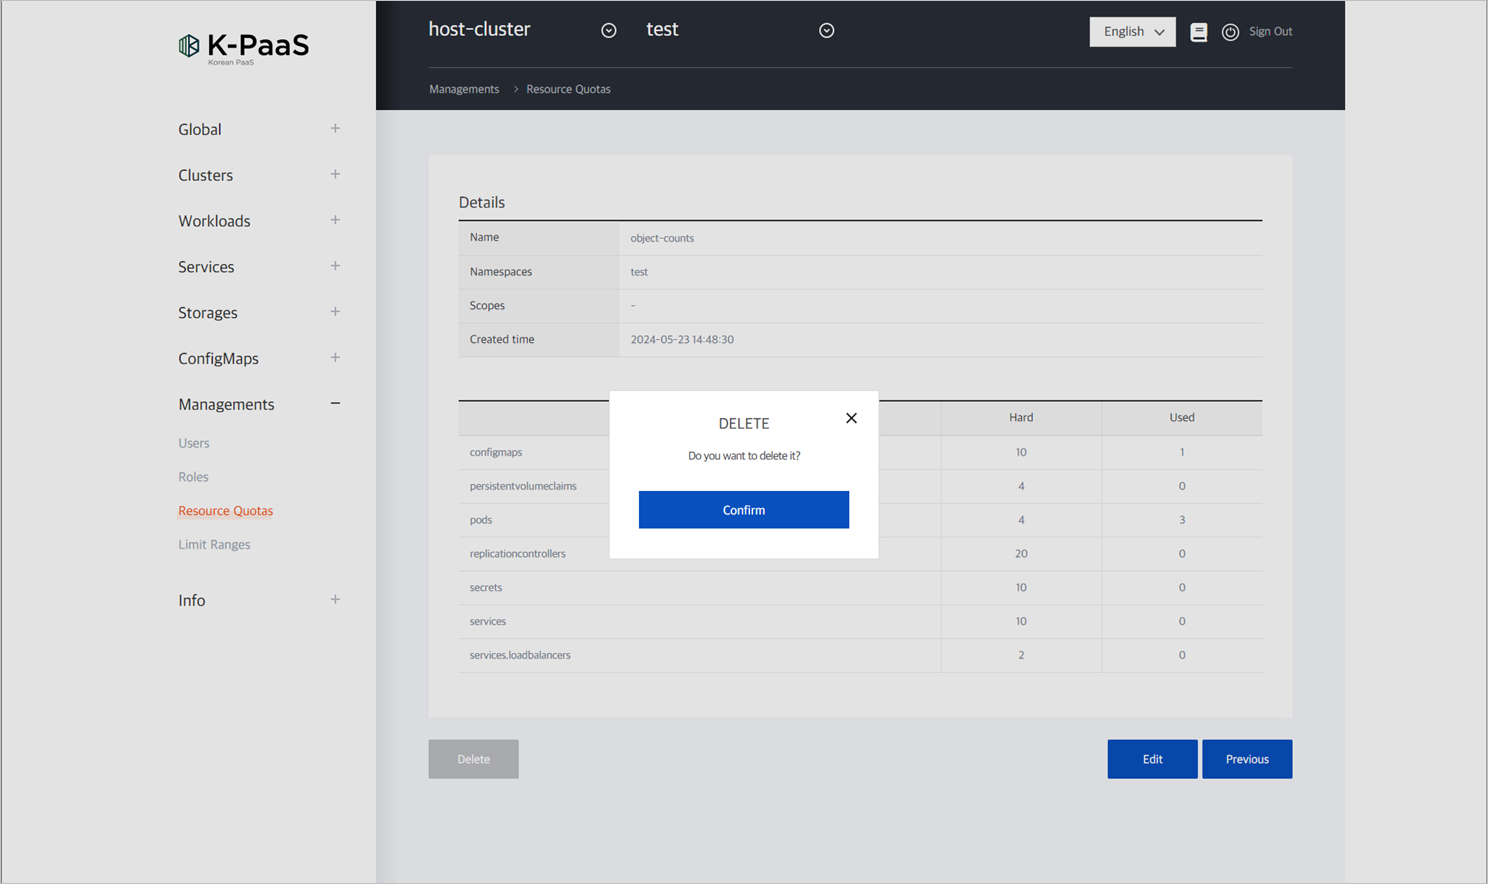 K-PaaS
Korean PaaS
host-cluster
test
English
Sign Out
Managements > Resource Quotas
Global +
Clusters +
Workloads +
Services +
Storages +
ConfigMaps +
Managements −
Users
Roles
Resource Quotas
Limit Ranges
Info +
Details
Name object-counts
Namespaces test
Scopes -
Created time 2024-05-23 14:48:30
Hard Used
configmaps 10 1
persistentvolumeclaims 4 0
pods 4 3
replicationcontrollers 20 0
secrets 10 0
services 10 0
services.loadbalancers 2 0
DELETE
Do you want to delete it?
Confirm
Delete
Edit
Previous